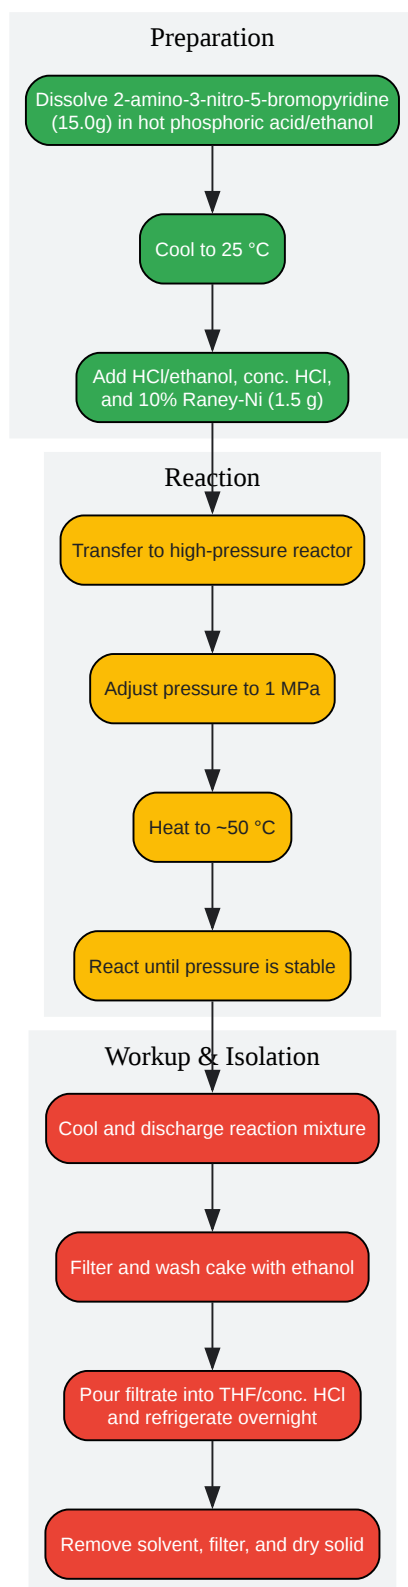 Preparation
Dissolve 2-amino-3-nitro-5-bromopyridine
(15.0g) in hot phosphoric acid/ethanol
Cool to 25 °C
Add HCl/ethanol, conc. HCl,
and 10% Raney-Ni (1.5 g)
Reaction
Transfer to high-pressure reactor
Adjust pressure to 1 MPa
Heat to ~50 °C
React until pressure is stable
Workup & Isolation
Cool and discharge reaction mixture
Filter and wash cake with ethanol
Pour filtrate into THF/conc. HCl
and refrigerate overnight
Remove solvent, filter, and dry solid